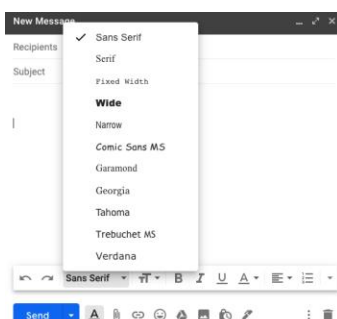 New Message
Recipients
Subject
Sans Serif
Serif
Fixed Width
Wide
Narrow
Comic Sans MS
Garamond
Georgia
Tahoma
Trebuchet MS
Verdana
Sans Serif B I U A
Send A